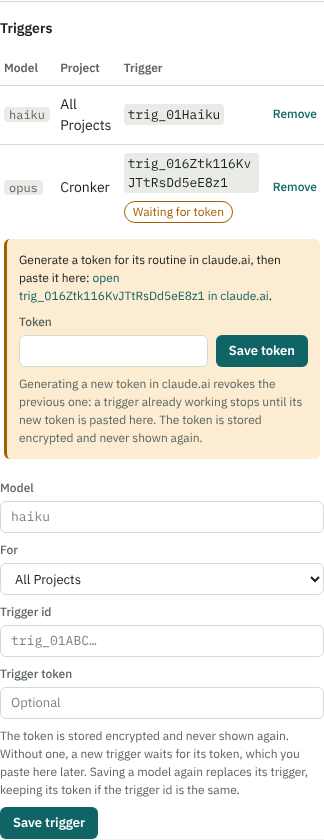 Triggers
Model Project Trigger
haiku All Projects trig_01Haiku Remove
opus Cronker trig_016Ztk116KvJTtRsDd5eE8z1 Remove
Waiting for token
Generate a token for its routine in claude.ai, then
paste it here: open
trig_016Ztk116KvJTtRsDd5eE8z1 in claude.ai.
Token
Save token
Generating a new token in claude.ai revokes the
previous one: a trigger already working stops until its
new token is pasted here. The token is stored
encrypted and never shown again.
Model
haiku
For
All Projects
Trigger id
trig_01ABC…
Trigger token
Optional
The token is stored encrypted and never shown again.
Without one, a new trigger waits for its token, which you
paste here later. Saving a model again replaces its trigger,
keeping its token if the trigger id is the same.
Save trigger